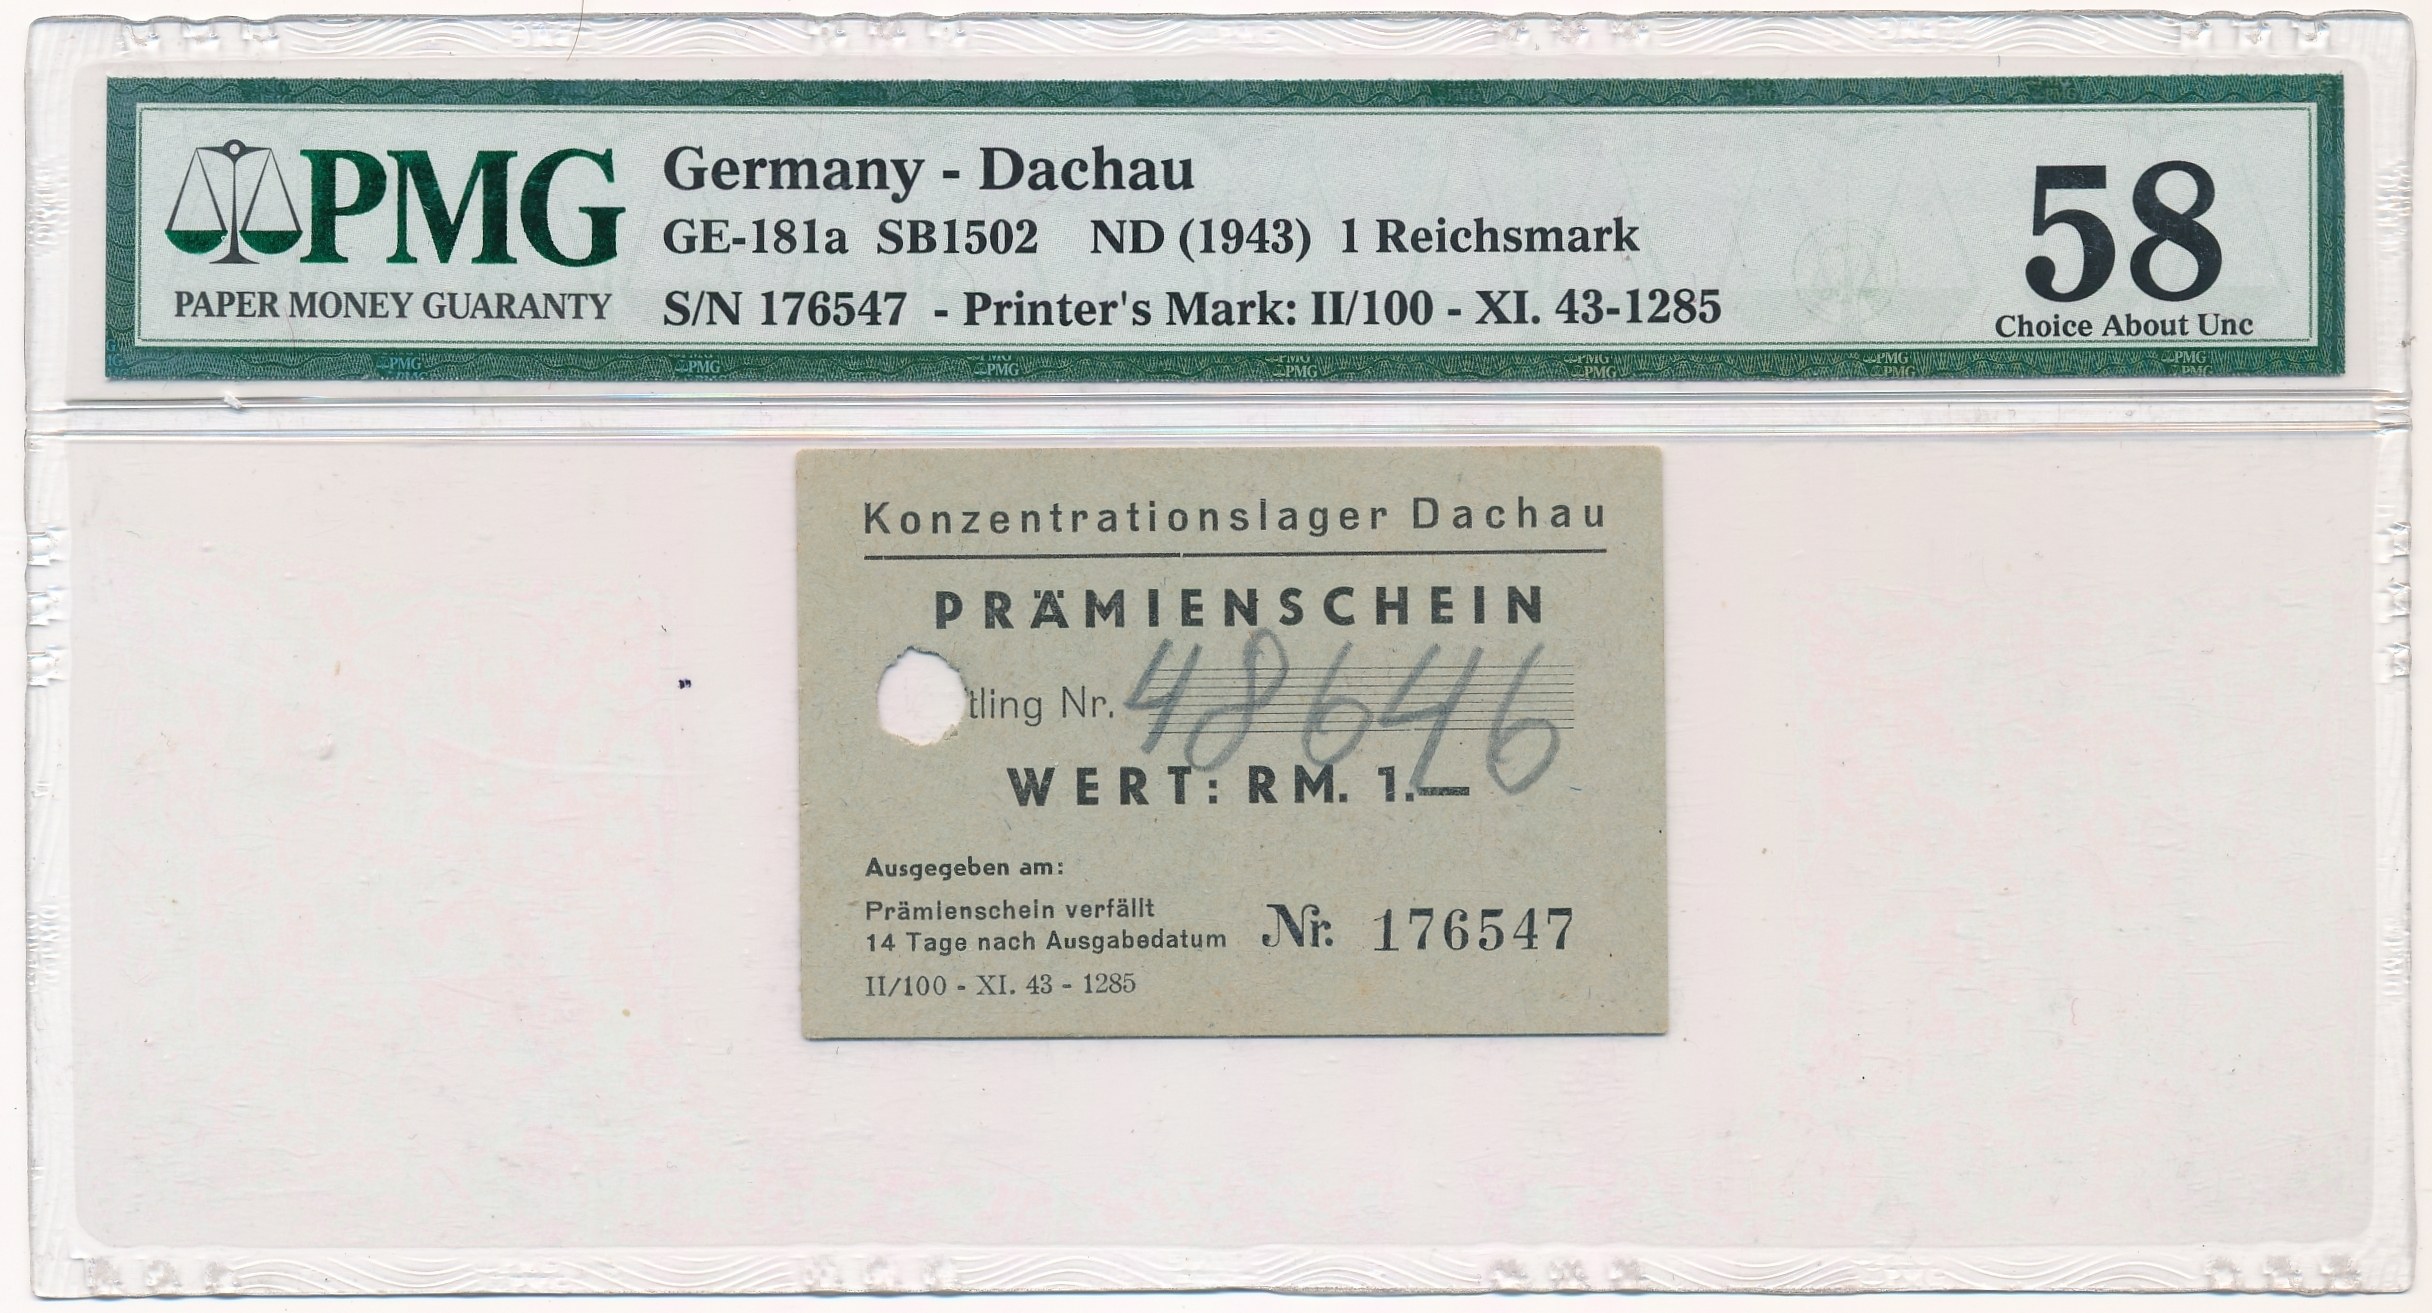 PMG
PAPER MONEY GUARANTY
Germany - Dachau
GE-181a SB1502 ND (1943) 1 Reichsmark
S/N 176547 - Printer's Mark: II/100 - XI. 43-1285
58
Choice About Unc
Konzentrationslager Dachau
PRÄMIENSCHEIN
tling Nr. 48646
WERT: RM. 1.—
Ausgegeben am:
Prämienschein verfällt
14 Tage nach Ausgabedatum
Nr. 176547
II/100 - XI. 43 - 1285